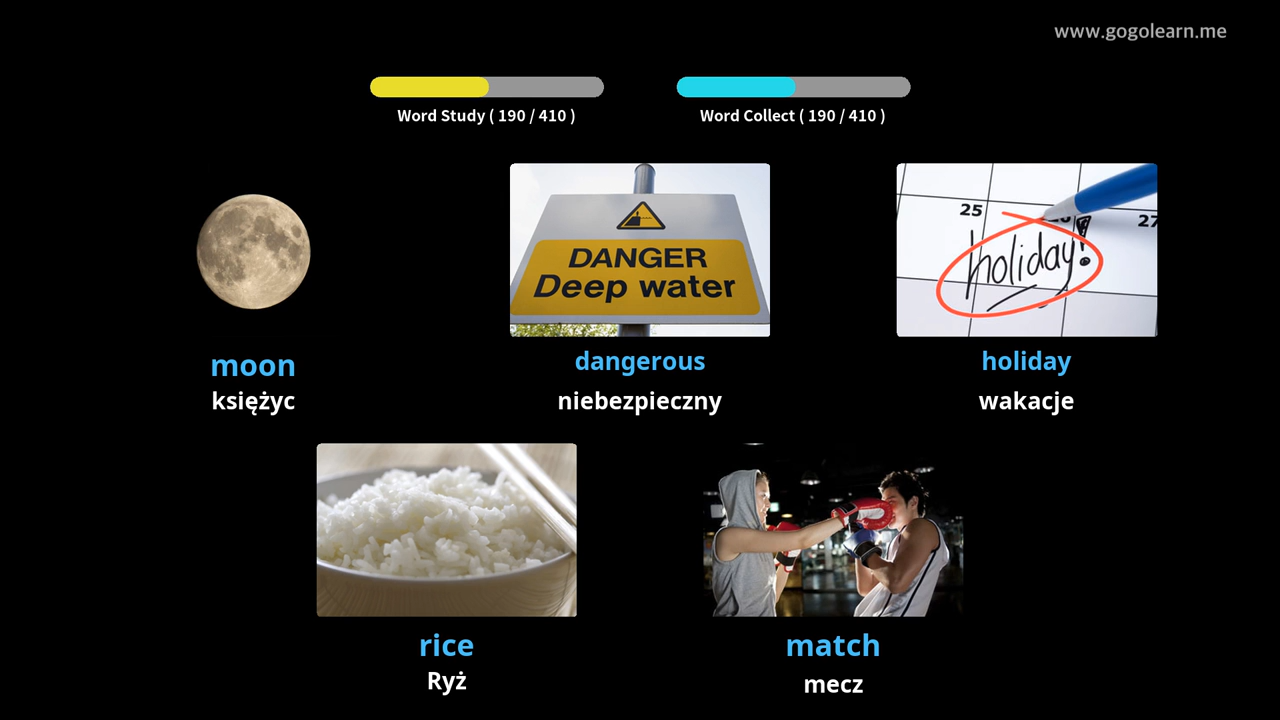 www.gogolearn.me
Word Study ( 190 / 410 )
Word Collect ( 190 / 410 )
DANGER
Deep water
25
27
holiday!
moon
księżyc
dangerous
niebezpieczny
holiday
wakacje
rice
Ryż
match
mecz